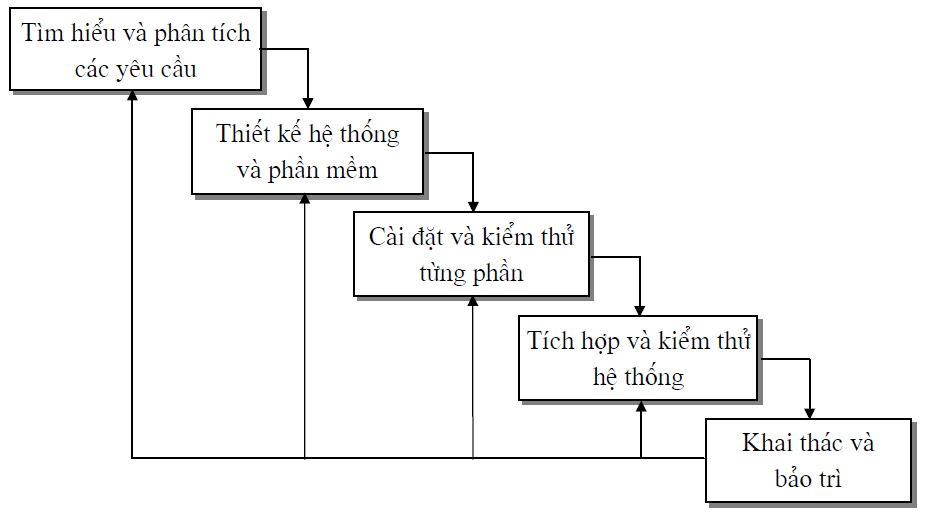 Tìm hiểu và phân tích
các yêu cầu
Thiết kế hệ thống
và phần mềm
Cài đặt và kiểm thử
từng phần
Tích hợp và kiểm thử
hệ thống
Khai thác và
bảo trì